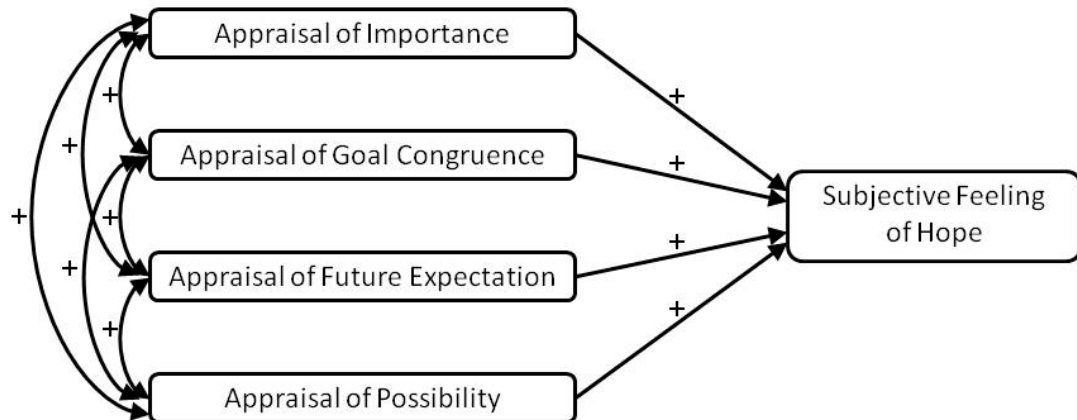 Appraisal of Importance
+
+
+
Appraisal of Goal Congruence
+
+
+
Subjective Feeling
of Hope
+
+
Appraisal of Future Expectation
+
+
Appraisal of Possibility